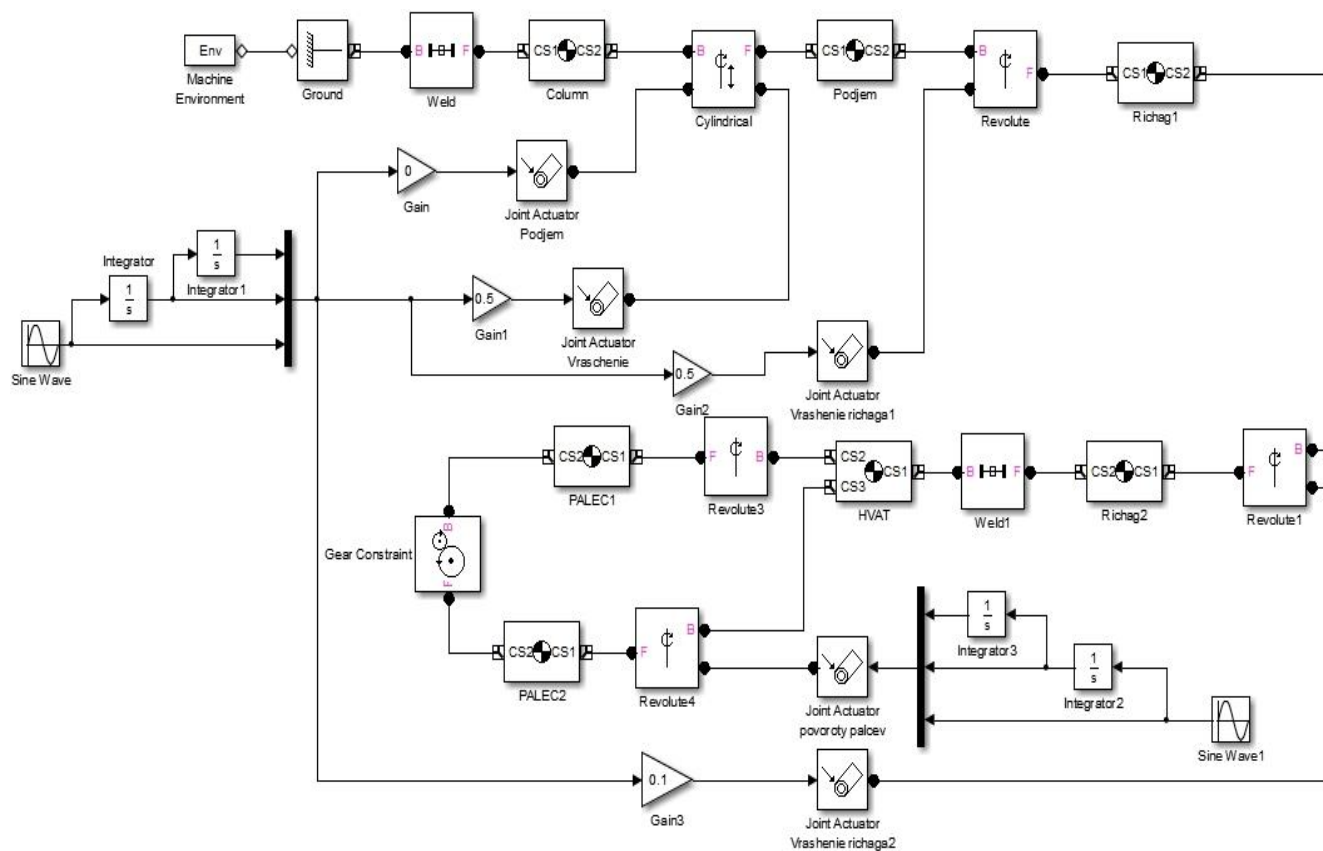 Env
Machine
Environment
Ground
B F
Weld
CS1 CS2
Column
B F
Cylindrical
CS1 CS2
Podjem
B
F
Revolute
CS1 CS2
Richag1
0
Gain
Joint Actuator
Podjem
Integrator
1
s
1
s
Integrator1
Sine Wave
0.5
Gain1
Joint Actuator
Vraschenie
0.5
Gain2
Joint Actuator
Vrashenie richaga1
CS2 CS1
PALEC1
F B
Revolute3
CS2
CS1
CS3
HVAT
B F
Weld1
CS2 CS1
Richag2
B
F
Revolute1
B
Gear Constraint
F
CS2 CS1
PALEC2
B
F
Revolute4
Joint Actuator
povoroty palcev
1
s
Integrator3
1
s
Integrator2
Sine Wave1
0.1
Gain3
Joint Actuator
Vrashenie richaga2